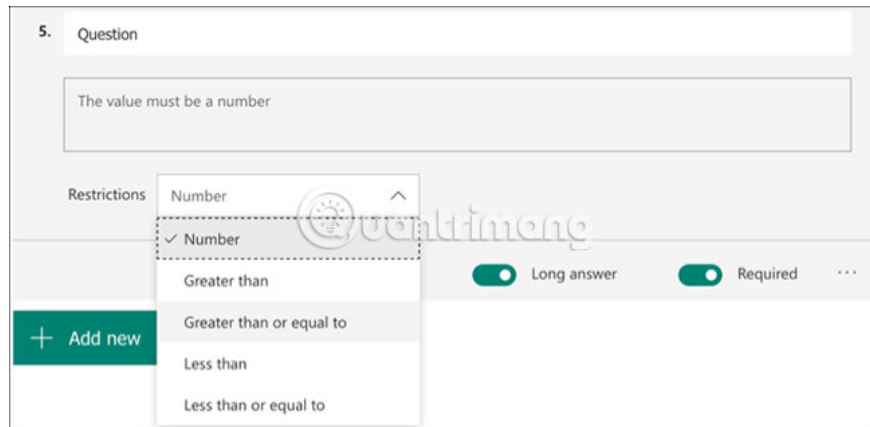 5. Question
The value must be a number
Restrictions Number
Quantrimang
✓ Number
Greater than
Long answer Required ...
Greater than or equal to
+ Add new
Less than
Less than or equal to